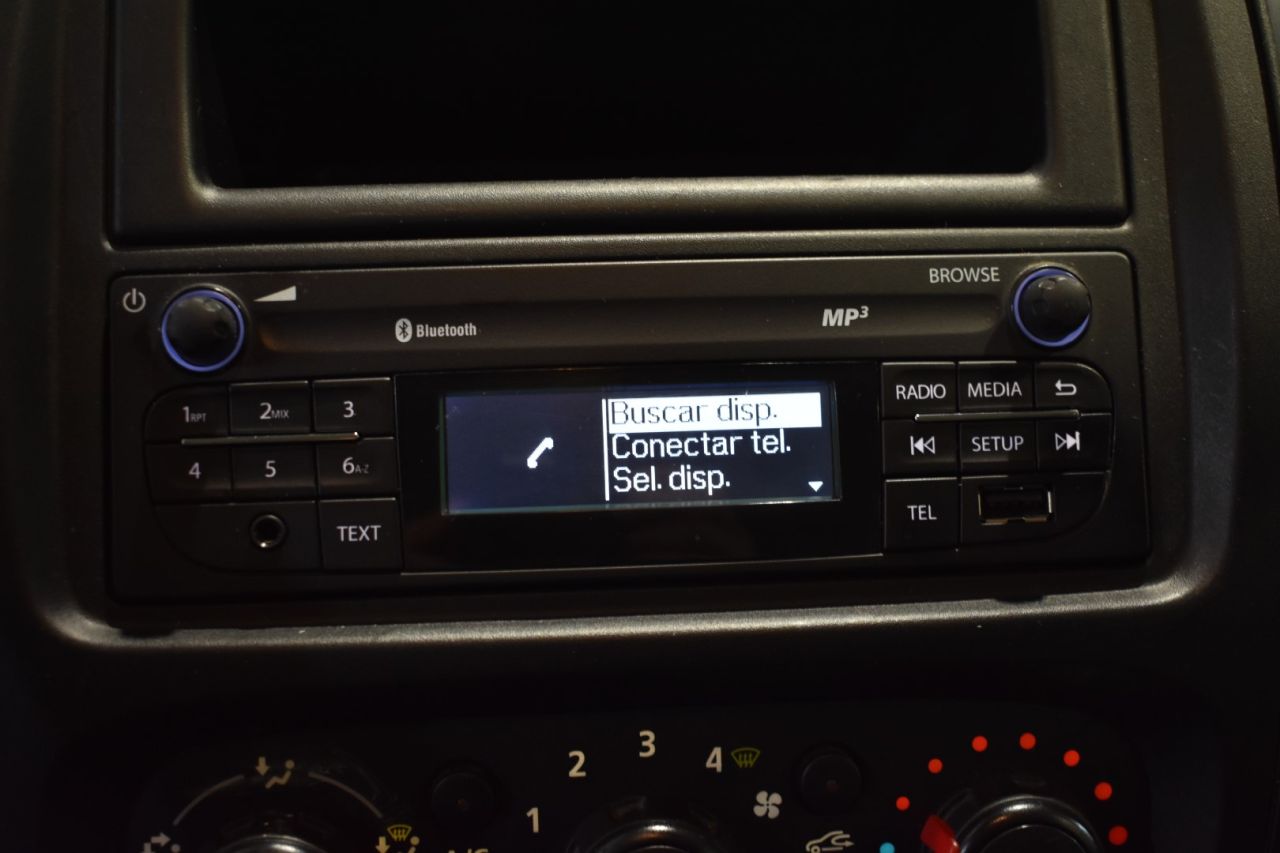 BROWSE
Bluetooth
MP3
1RPT 2MIX 3
4 5 6A-Z
TEXT
Buscar disp.
Conectar tel.
Sel. disp.
RADIO MEDIA
SETUP
TEL
1 2 3 4